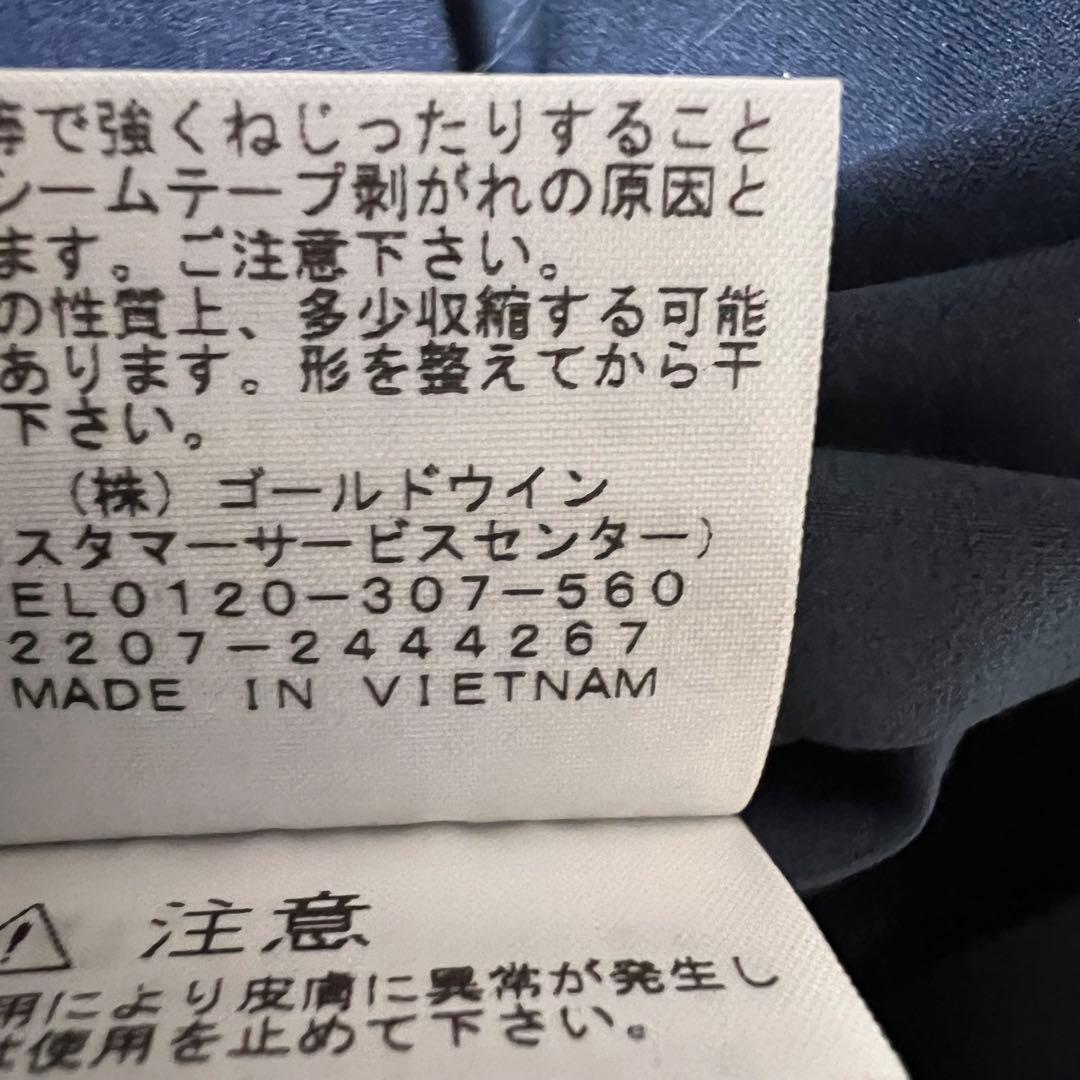 等で強くねじったりすること
シームテープ剥がれの原因と
ます。ご注意下さい。
の性質上、多少収縮する可能
あります。形を整えてから干
下さい。
(株)ゴールドウイン
スタマーサービスセンター)
EL0120-307-560
2207-2444267
MADE IN VIETNAM
注意
用により皮膚に異常が発生し
使用を止めて下さい。